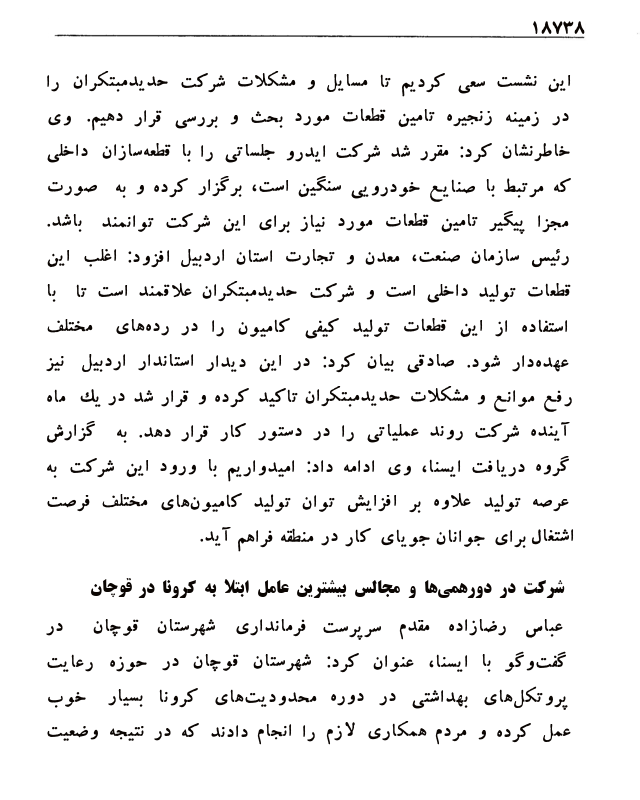 ۱۸۷۳۸
این نشست سعی کردیم تا مسایل و مشکلات شرکت حدیدمبتکران را
در زمینه زنجیره تامین قطعات مورد بحث و بررسی قرار دهیم. وی
خاطرنشان کرد: مقرر شد شرکت ایدرو جلساتی را با قطعه‌سازان داخلی
که مرتبط با صنایع خودرویی سنگین است، برگزار کرده و به صورت
مجزا پیگیر تامین قطعات مورد نیاز برای این شرکت توانمند باشد.
رئیس سازمان صنعت، معدن و تجارت استان اردبیل افزود: اغلب این
قطعات تولید داخلی است و شرکت حدیدمبتکران علاقمند است تا با
استفاده از این قطعات تولید کیفی کامیون را در رده‌های مختلف
عهده‌دار شود. صادقی بیان کرد: در این دیدار استاندار اردبیل نیز
رفع موانع و مشکلات حدیدمبتکران تاکید کرده و قرار شد در یك ماه
آینده شرکت روند عملیاتی را در دستور کار قرار دهد. به گزارش
گروه دریافت ایسنا، وی ادامه داد: امیدواریم با ورود این شرکت به
عرصه تولید علاوه بر افزایش توان تولید کامیون‌های مختلف فرصت
اشتغال برای جوانان جویای کار در منطقه فراهم آید.
شرکت در دورهمی‌ها و مجالس بیشترین عامل ابتلا به کرونا در قوچان
عباس رضازاده مقدم سرپرست فرمانداری شهرستان قوچان در
گفت‌وگو با ایسنا، عنوان کرد: شهرستان قوچان در حوزه رعایت
پروتکل‌های بهداشتی در دوره محدودیت‌های کرونا بسیار خوب
عمل کرده و مردم همکاری لازم را انجام دادند که در نتیجه وضعیت